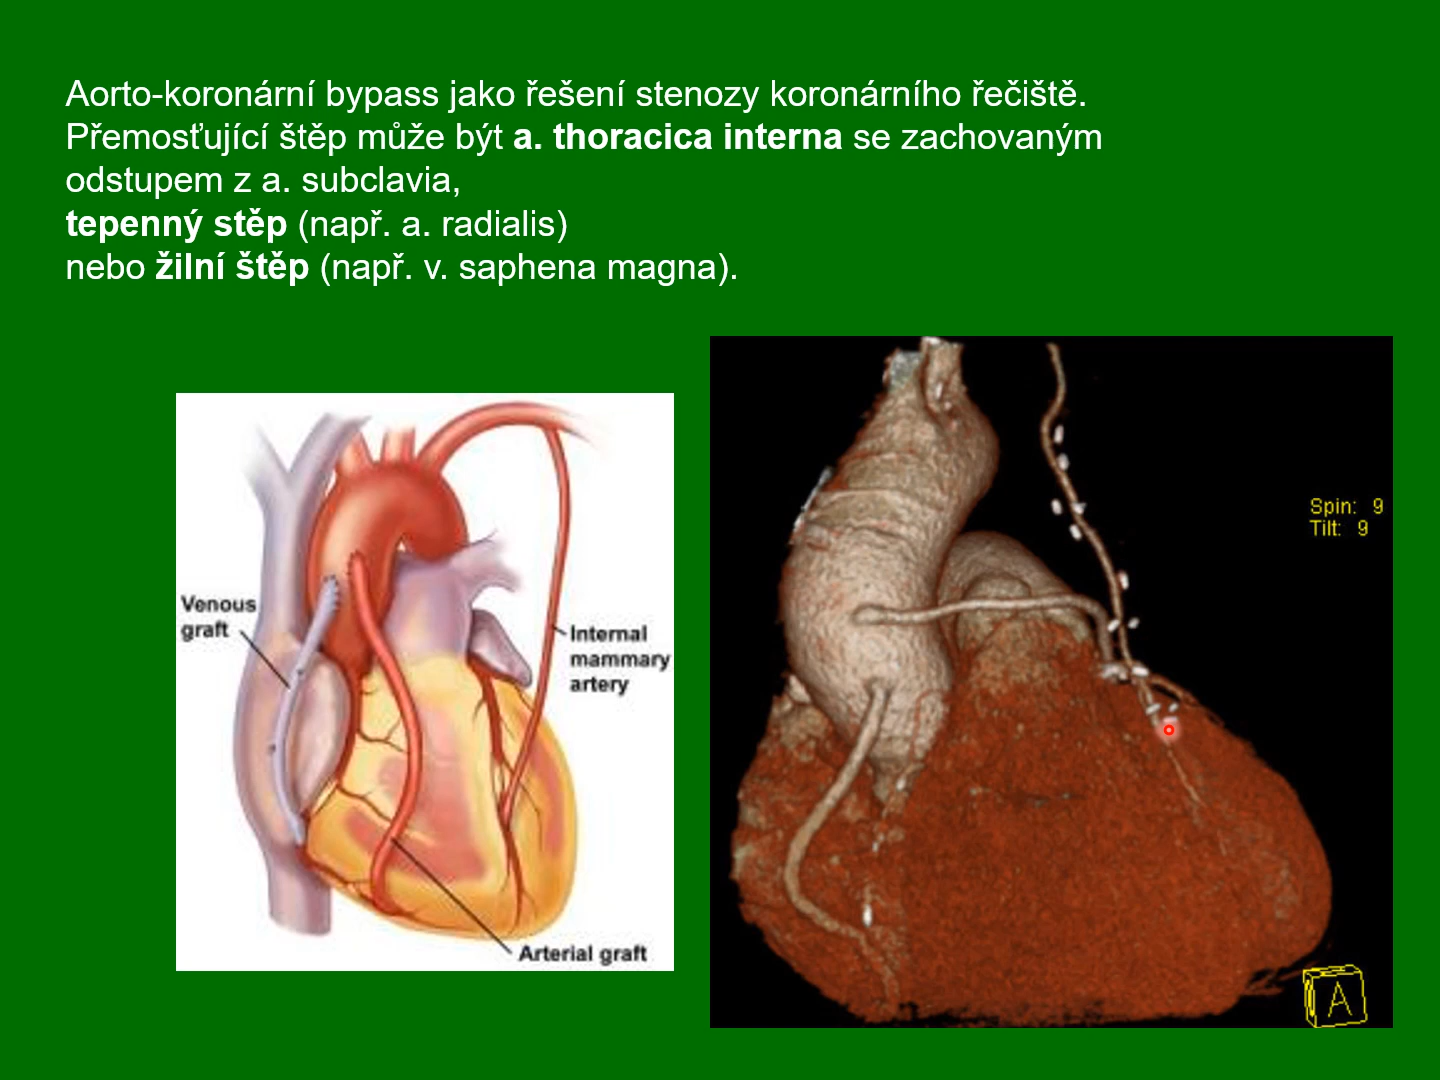 Aorto-koronární bypass jako řešení stenozy koronárního řečiště.
Přemosťující štěp může být a. thoracica interna se zachovaným
odstupem z a. subclavia,
tepenný stěp (např. a. radialis)
nebo žilní štěp (např. v. saphena magna).
Venous
graft
Internal
mammary
artery
Arterial graft
Spin: 9
Tilt: 9
A